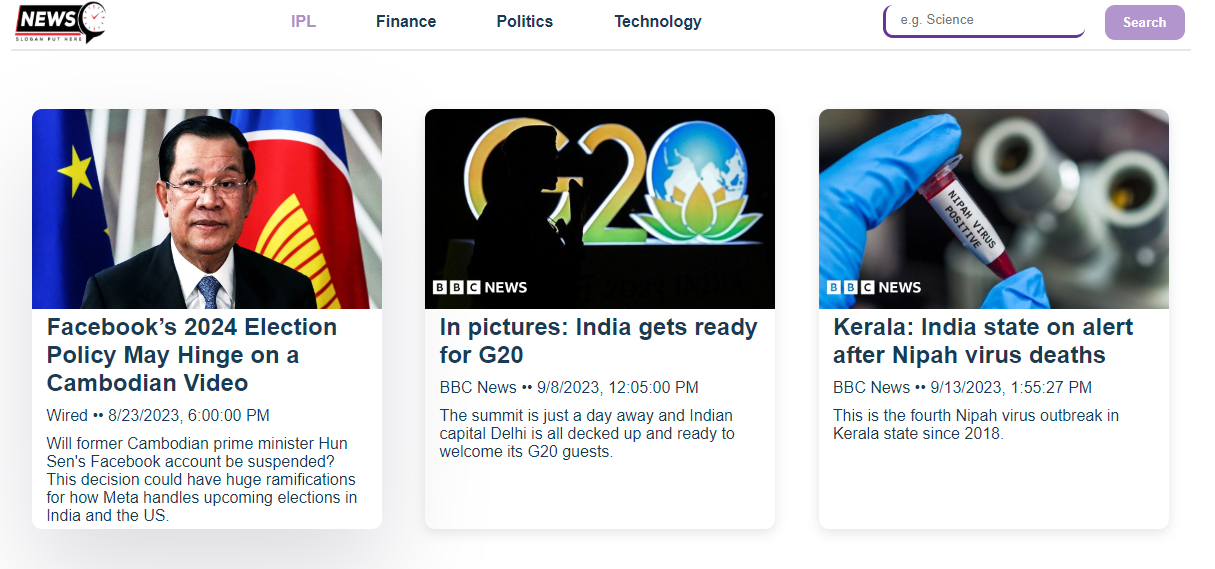 NEWS
SLOGAN PUT HERE
IPL
Finance
Politics
Technology
e.g. Science
Search
G20
BBC NEWS
NIPAH VIRUS
POSITIVE
BBC NEWS
Facebook’s 2024 Election
Policy May Hinge on a
Cambodian Video
Wired •• 8/23/2023, 6:00:00 PM
Will former Cambodian prime minister Hun
Sen's Facebook account be suspended?
This decision could have huge ramifications
for how Meta handles upcoming elections in
India and the US.
In pictures: India gets ready
for G20
BBC News •• 9/8/2023, 12:05:00 PM
The summit is just a day away and Indian
capital Delhi is all decked up and ready to
welcome its G20 guests.
Kerala: India state on alert
after Nipah virus deaths
BBC News •• 9/13/2023, 1:55:27 PM
This is the fourth Nipah virus outbreak in
Kerala state since 2018.